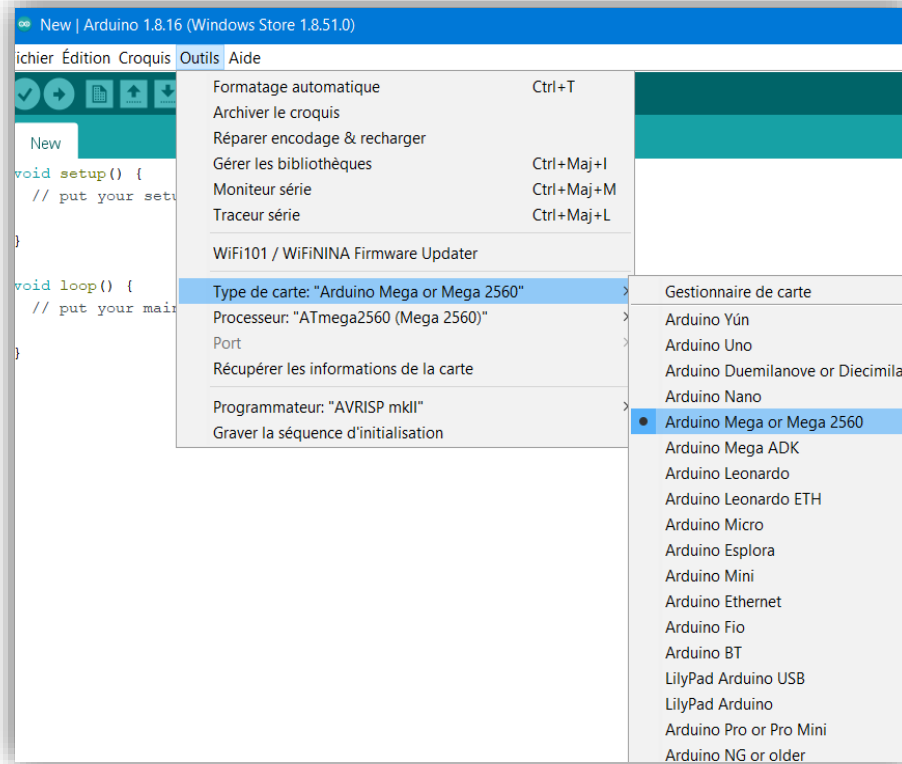 New | Arduino 1.8.16 (Windows Store 1.8.51.0)
ichier Édition Croquis Outils Aide
Formatage automatique Ctrl+T
Archiver le croquis
Réparer encodage & recharger
Gérer les bibliothèques Ctrl+Maj+I
Moniteur série Ctrl+Maj+M
Traceur série Ctrl+Maj+L
WiFi101 / WiFiNINA Firmware Updater
Type de carte: "Arduino Mega or Mega 2560"
Processeur: "ATmega2560 (Mega 2560)"
Port
Récupérer les informations de la carte
Programmateur: "AVRISP mkII"
Graver la séquence d'initialisation
New
void setup() {
// put your setu
}
void loop() {
// put your main
}
Gestionnaire de carte
Arduino Yún
Arduino Uno
Arduino Duemilanove or Diecimila
Arduino Nano
Arduino Mega or Mega 2560
Arduino Mega ADK
Arduino Leonardo
Arduino Leonardo ETH
Arduino Micro
Arduino Esplora
Arduino Mini
Arduino Ethernet
Arduino Fio
Arduino BT
LilyPad Arduino USB
LilyPad Arduino
Arduino Pro or Pro Mini
Arduino NG or older